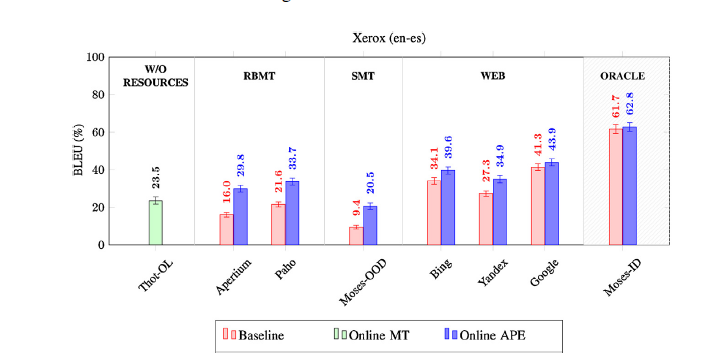 Xerox (en-es)
BLEU (%)
100
80
60
40
20
0
W/O
RESOURCES
RBMT
SMT
WEB
ORACLE
23.5
16.0
29.8
21.6
33.7
9.4
20.5
34.1
39.6
27.3
34.9
41.3
43.9
61.7
62.8
Thot-OL
Apertium
Paho
Moses-OOD
Bing
Yandex
Google
Moses-ID
Baseline
Online MT
Online APE